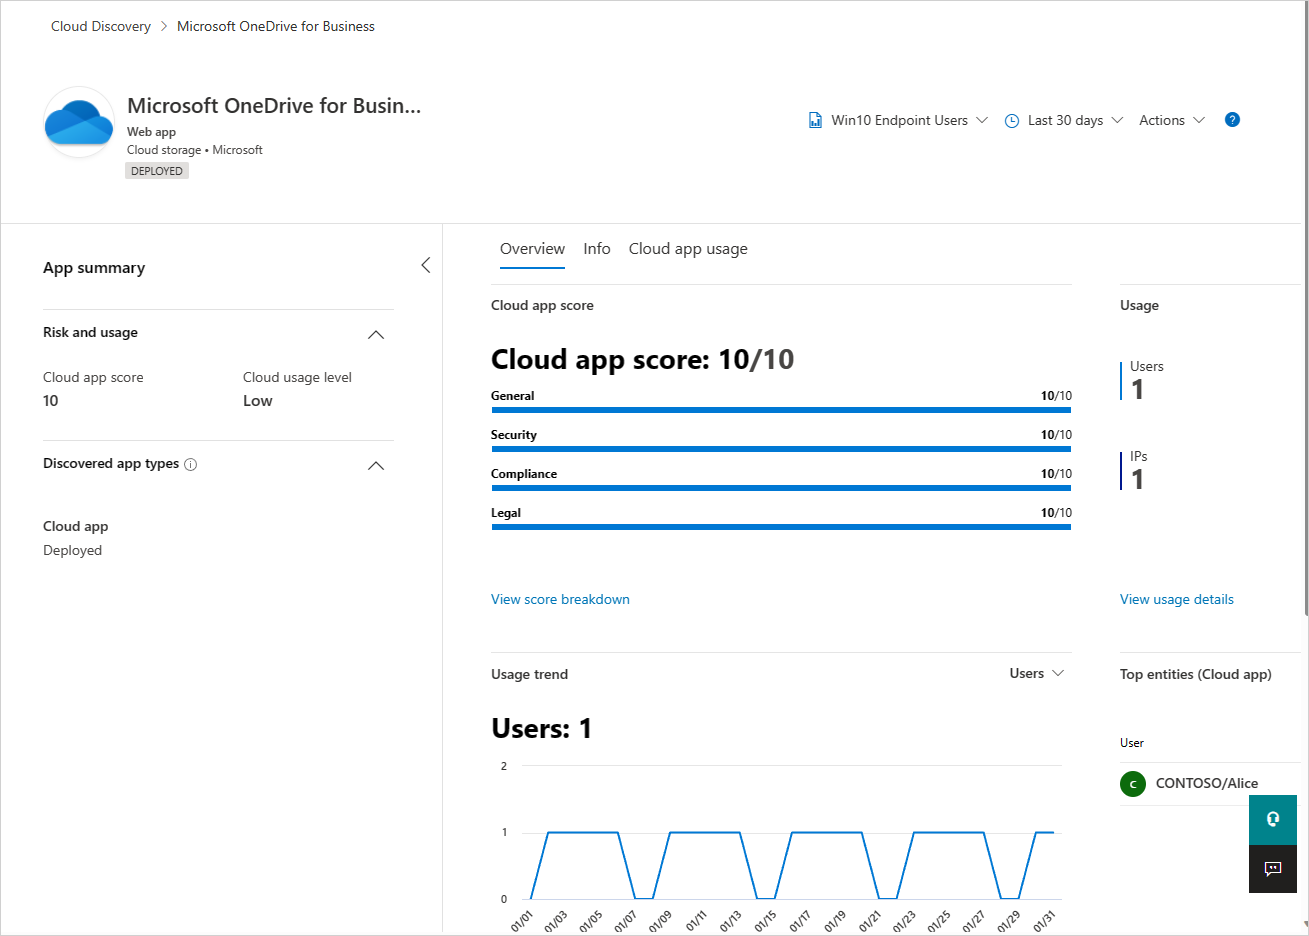 Cloud Discovery > Microsoft OneDrive for Business
Microsoft OneDrive for Busin...
Web app
Cloud storage • Microsoft
DEPLOYED
Win10 Endpoint Users
Last 30 days
Actions
?
App summary
Risk and usage
Cloud app score
10
Cloud usage level
Low
Discovered app types
Cloud app
Deployed
Overview Info Cloud app usage
Cloud app score
Cloud app score: 10/10
General 10/10
Security 10/10
Compliance 10/10
Legal 10/10
View score breakdown
Usage
Users
1
IPs
1
View usage details
Usage trend
Users
Users: 1
2
1
0
01/01 01/03 01/05 01/07 01/09 01/11 01/13 01/15 01/17 01/19 01/21 01/23 01/25 01/27 01/29 01/31
Top entities (Cloud app)
User
C CONTOSO/Alice